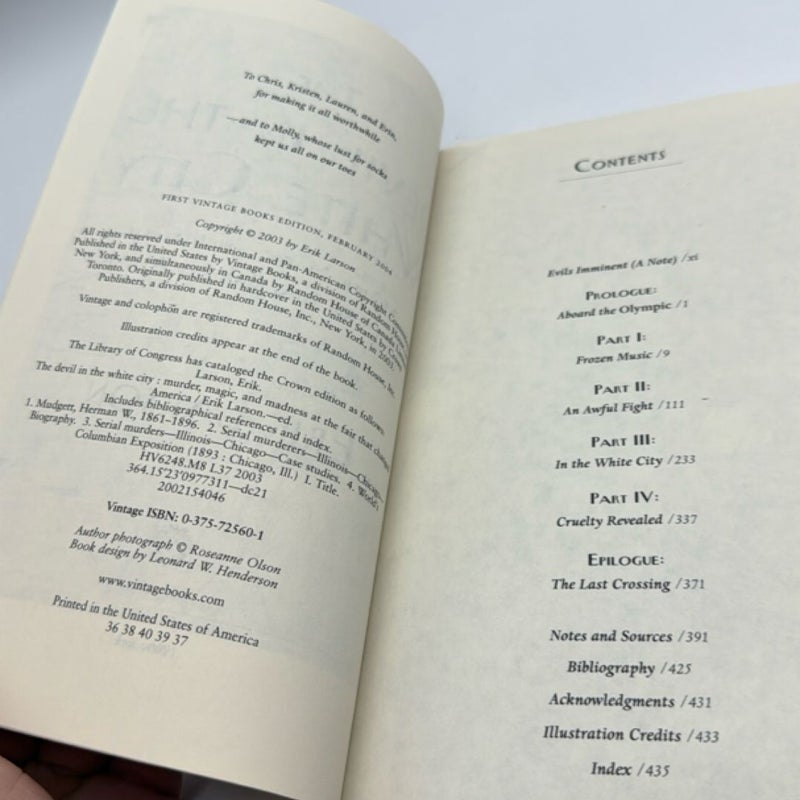 To Chris, Kristen, Lauren, and Erin,
for making it all worthwhile
—and to Molly, whose lust for socks
kept us all on our toes
FIRST VINTAGE BOOKS EDITION, FEBRUARY 2004
Copyright © 2003 by Erik Larson
All rights reserved under International and Pan-American Copyright
Published in the United States by Vintage Books, a division of Random House
New York, and simultaneously in Canada by Random House of Canada
Toronto. Originally published in hardcover in the United States by Crown
Publishers, a division of Random House, Inc., New York, in 2003.
Vintage and colophon are registered trademarks of Random House, Inc.
Illustration credits appear at the end of the book.
The Library of Congress has cataloged the Crown edition as follows:
Larson, Erik.
The devil in the white city : murder, magic, and madness at the fair that
America / Erik Larson.—ed.
Includes bibliographical references and index.
1. Mudgett, Herman W., 1861–1896. 2. Serial murderers—Illinois—Chicago—
Biography. 3. Serial murders—Illinois—Chicago—Case studies. 4. World's
Columbian Exposition (1893 : Chicago, Ill.) I. Title.
HV6248.M8 L37 2003
364.15'23'0977311—dc21
2002154046
Vintage ISBN: 0-375-72560-1
Author photograph © Roseanne Olson
Book design by Leonard W. Henderson
www.vintagebooks.com
Printed in the United States of America
36 38 40 39 37
CONTENTS
Evils Imminent (A Note) /xi
PROLOGUE:
Aboard the Olympic /1
PART I:
Frozen Music /9
PART II:
An Awful Fight /111
PART III:
In the White City /233
PART IV:
Cruelty Revealed /337
EPILOGUE:
The Last Crossing /371
Notes and Sources /391
Bibliography /425
Acknowledgments /431
Illustration Credits /433
Index /435